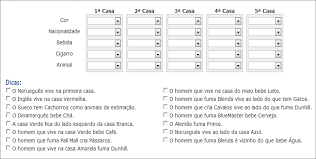 1ª Casa 2ª Casa 3ª Casa 4ª Casa 5ª Casa
Cor
Nacionalidade
Bebida
Cigarro
Animal
Dicas:
O Norueguês vive na primeira casa.
O Inglês vive na casa Vermelha.
O Sueco tem Cachorros como animais de estimação.
O Dinamarquês bebe Chá.
A casa Verde fica do lado esquerdo da casa Branca.
O homem que vive na casa Verde bebe Café.
O homem que fuma Pall Mall cria Pássaros.
O homem que vive na casa Amarela fuma Dunhill.
O homem que vive na casa do meio bebe Leite.
O homem que fuma Blends vive ao lado do que tem Gatos.
O homem que cria Cavalos vive ao lado do que fuma Dunhill.
O homem que fuma BlueMaster bebe Cerveja.
O Alemão fuma Prince.
O Norueguês vive ao lado da casa Azul.
O homem que fuma Blends é vizinho do que bebe Água.